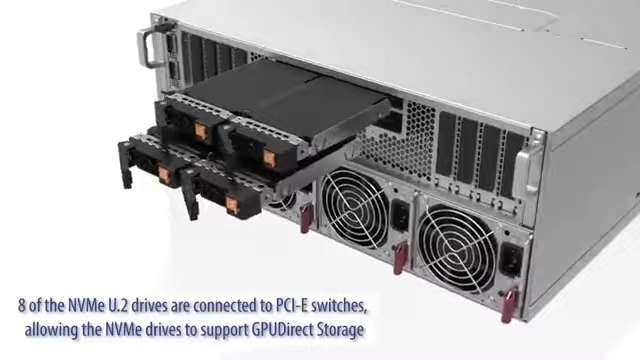 8 of the NVMe U.2 drives are connected to PCI-E switches,
allowing the NVMe drives to support GPUDirect Storage